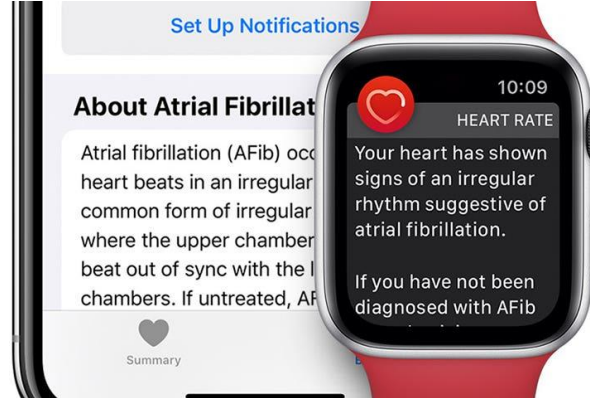 Set Up Notifications
About Atrial Fibrillat
Atrial fibrillation (AFib) occ
heart beats in an irregular
common form of irregular
where the upper chamber
beat out of sync with the l
chambers. If untreated, AF
Summary
10:09
HEART RATE
Your heart has shown
signs of an irregular
rhythm suggestive of
atrial fibrillation.
If you have not been
diagnosed with AFib